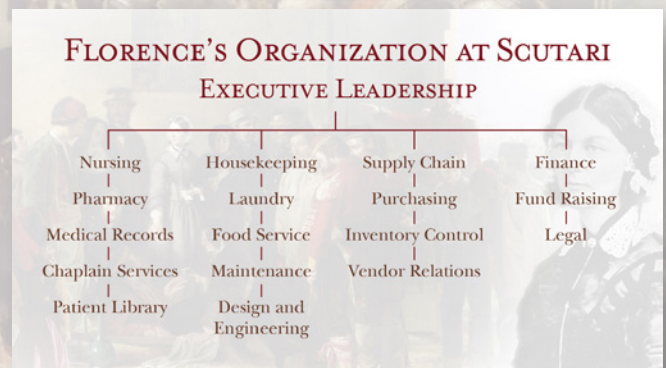 FLORENCE'S ORGANIZATION AT SCUTARI
EXECUTIVE LEADERSHIP
Nursing
Pharmacy
Medical Records
Chaplain Services
Patient Library
Housekeeping
Laundry
Food Service
Maintenance
Design and
Engineering
Supply Chain
Purchasing
Inventory Control
Vendor Relations
Finance
Fund Raising
Legal